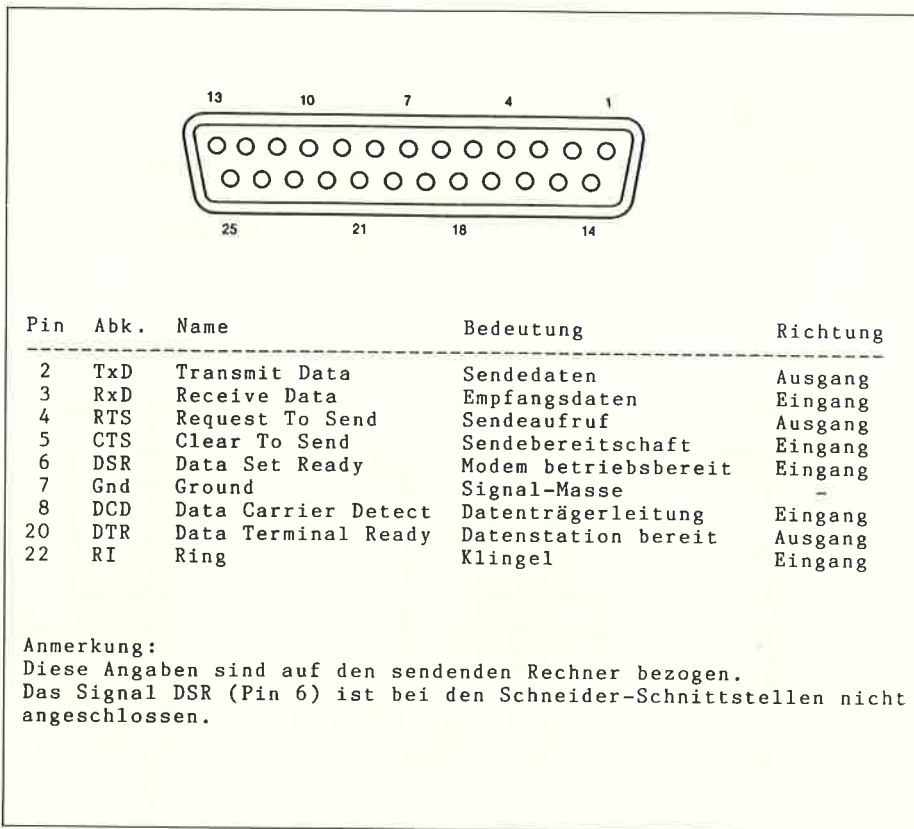 13 10 7 4 1
25 21 18 14
Pin Abk. Name Bedeutung Richtung
2 TxD Transmit Data Sendedaten Ausgang
3 RxD Receive Data Empfangsdaten Eingang
4 RTS Request To Send Sendeaufruf Ausgang
5 CTS Clear To Send Sendebereitschaft Eingang
6 DSR Data Set Ready Modem betriebsbereit Eingang
7 Gnd Ground Signal-Masse –
8 DCD Data Carrier Detect Datenträgerleitung Eingang
20 DTR Data Terminal Ready Datenstation bereit Ausgang
22 RI Ring Klingel Eingang
Anmerkung:
Diese Angaben sind auf den sendenden Rechner bezogen.
Das Signal DSR (Pin 6) ist bei den Schneider-Schnittstellen nicht
angeschlossen.